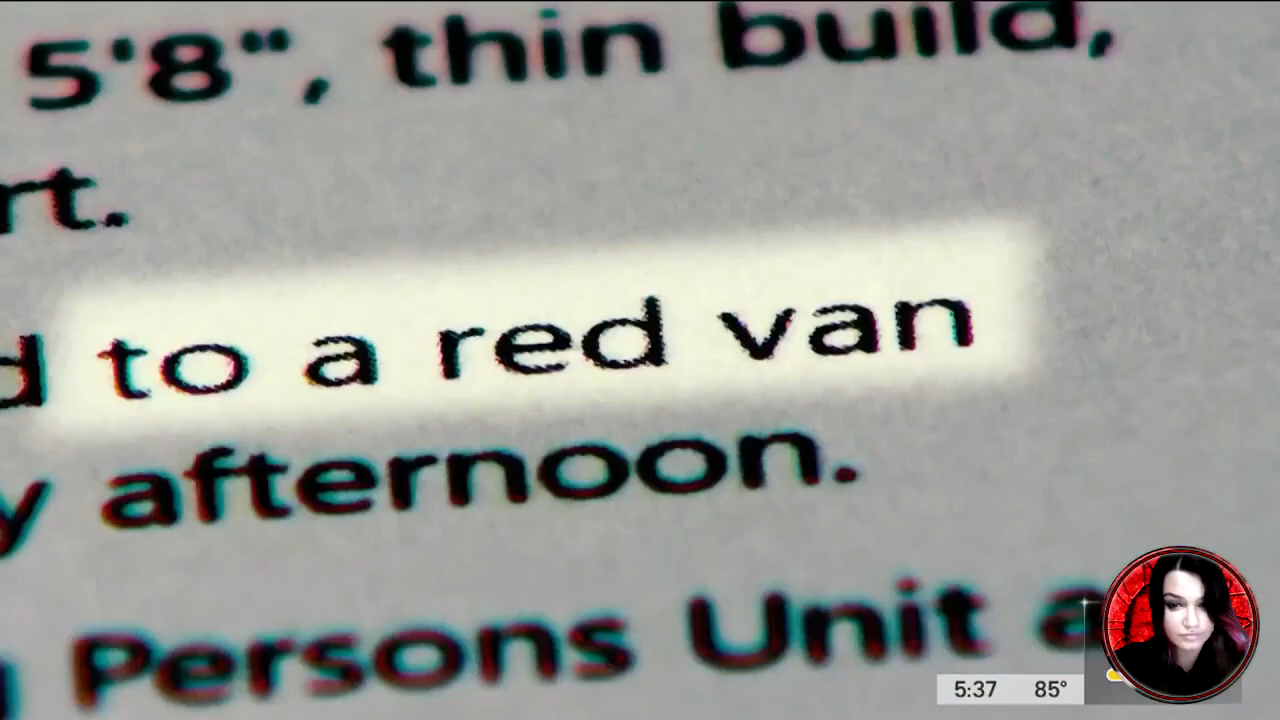 5'8", thin build,
rt.
d to a red van
y afternoon.
Persons Unit a
5:37 85°